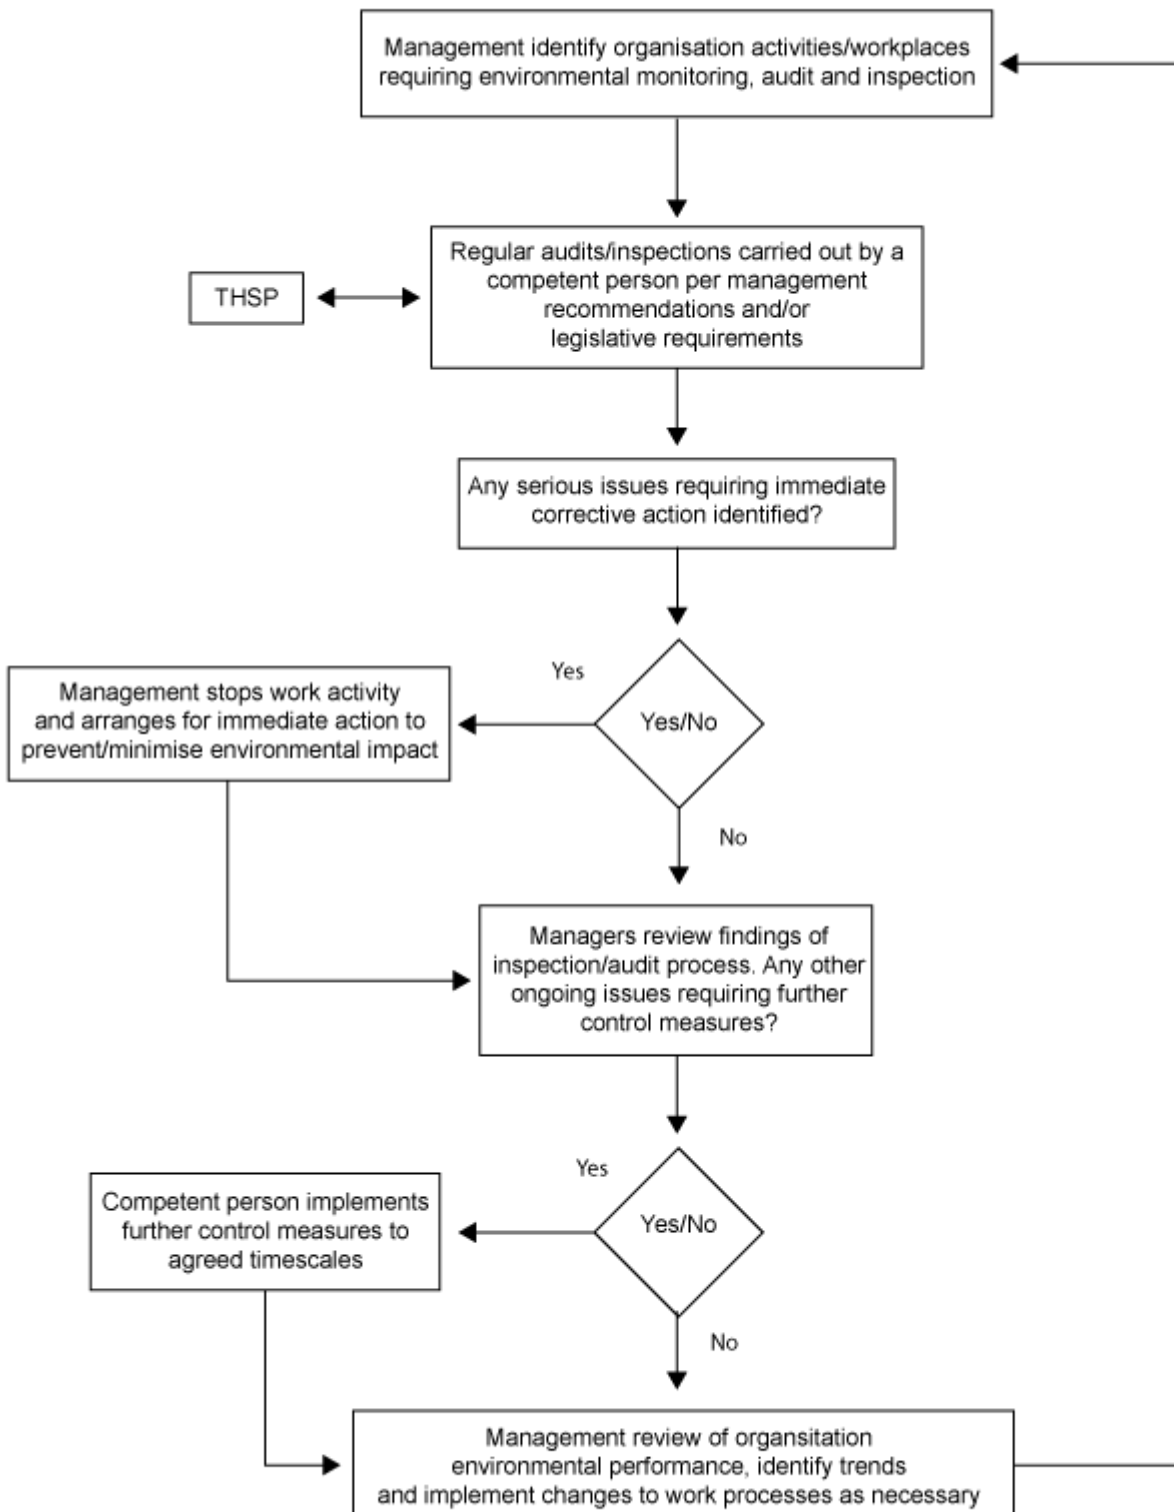 Management identify organisation activities/workplaces
requiring environmental monitoring, audit and inspection
Regular audits/inspections carried out by a
competent person per management
recommendations and/or
legislative requirements
THSP
Any serious issues requiring immediate
corrective action identified?
Yes
Yes/No
Management stops work activity
and arranges for immediate action to
prevent/minimise environmental impact
No
Managers review findings of
inspection/audit process. Any other
ongoing issues requiring further
control measures?
Yes
Yes/No
Competent person implements
further control measures to
agreed timescales
No
Management review of organsitation
environmental performance, identify trends
and implement changes to work processes as necessary